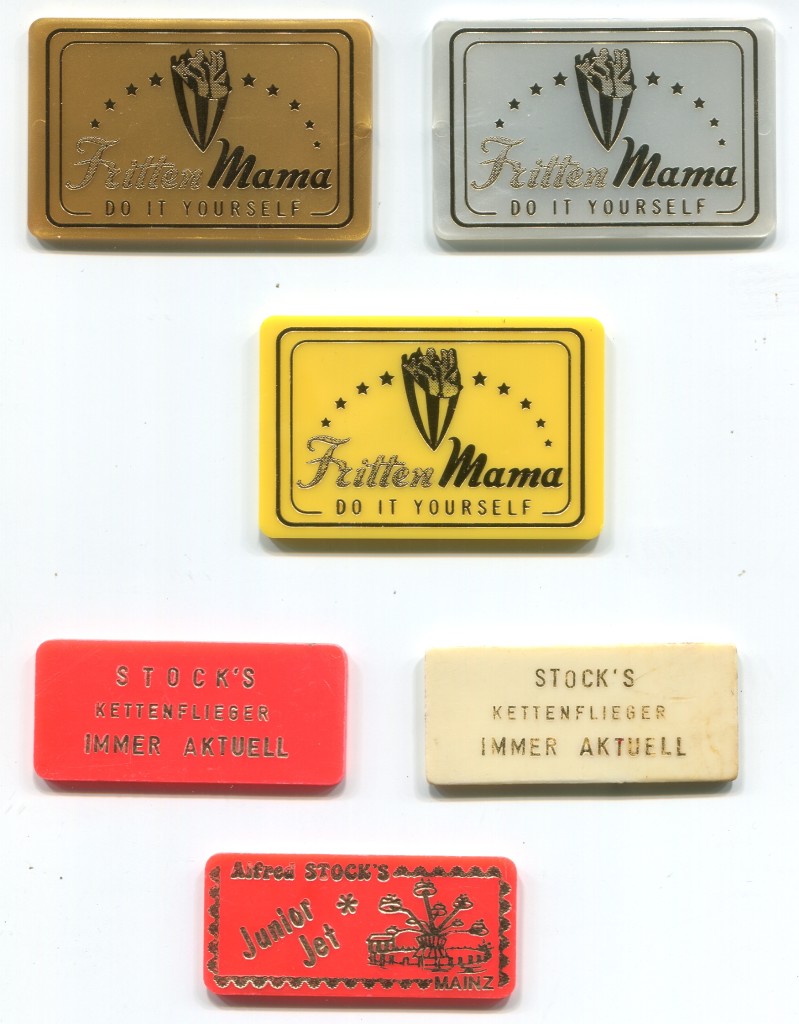 Fritten Mama
DO IT YOURSELF
Fritten Mama
DO IT YOURSELF
Fritten Mama
DO IT YOURSELF
STOCK'S
KETTENFLIEGER
IMMER AKTUELL
STOCK'S
KETTENFLIEGER
IMMER AKTUELL
Alfred STOCK'S
Junior
Jet
MAINZ